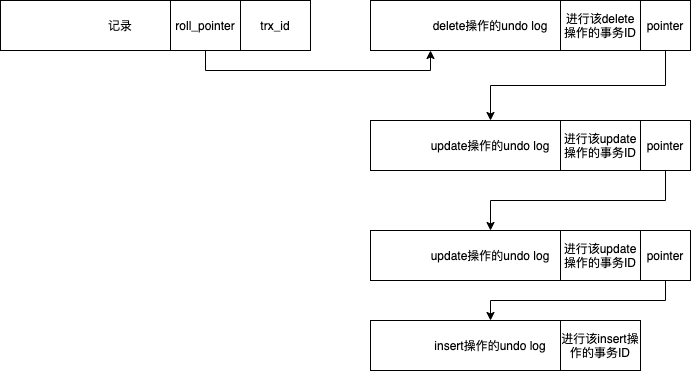 记录
roll_pointer
trx_id
delete操作的undo log
进行该delete
操作的事务ID
pointer
update操作的undo log
进行该update
操作的事务ID
pointer
update操作的undo log
进行该update
操作的事务ID
pointer
insert操作的undo log
进行该insert操
作的事务ID